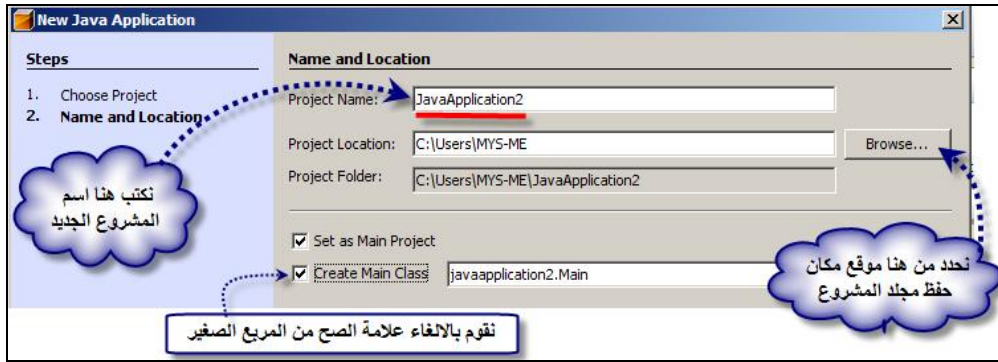 New Java Application
Steps
1. Choose Project
2. Name and Location
Name and Location
Project Name: JavaApplication2
Project Location: C:\Users\MYS-ME Browse...
Project Folder: C:\Users\MYS-ME\JavaApplication2
نكتب هنا اسم
المشروع الجديد
Set as Main Project
Create Main Class javaapplication2.Main
نحدد من هنا موقع مكان
حفظ مجلد المشروع
نقوم بالالغاء علامة الصح من المربع الصغير